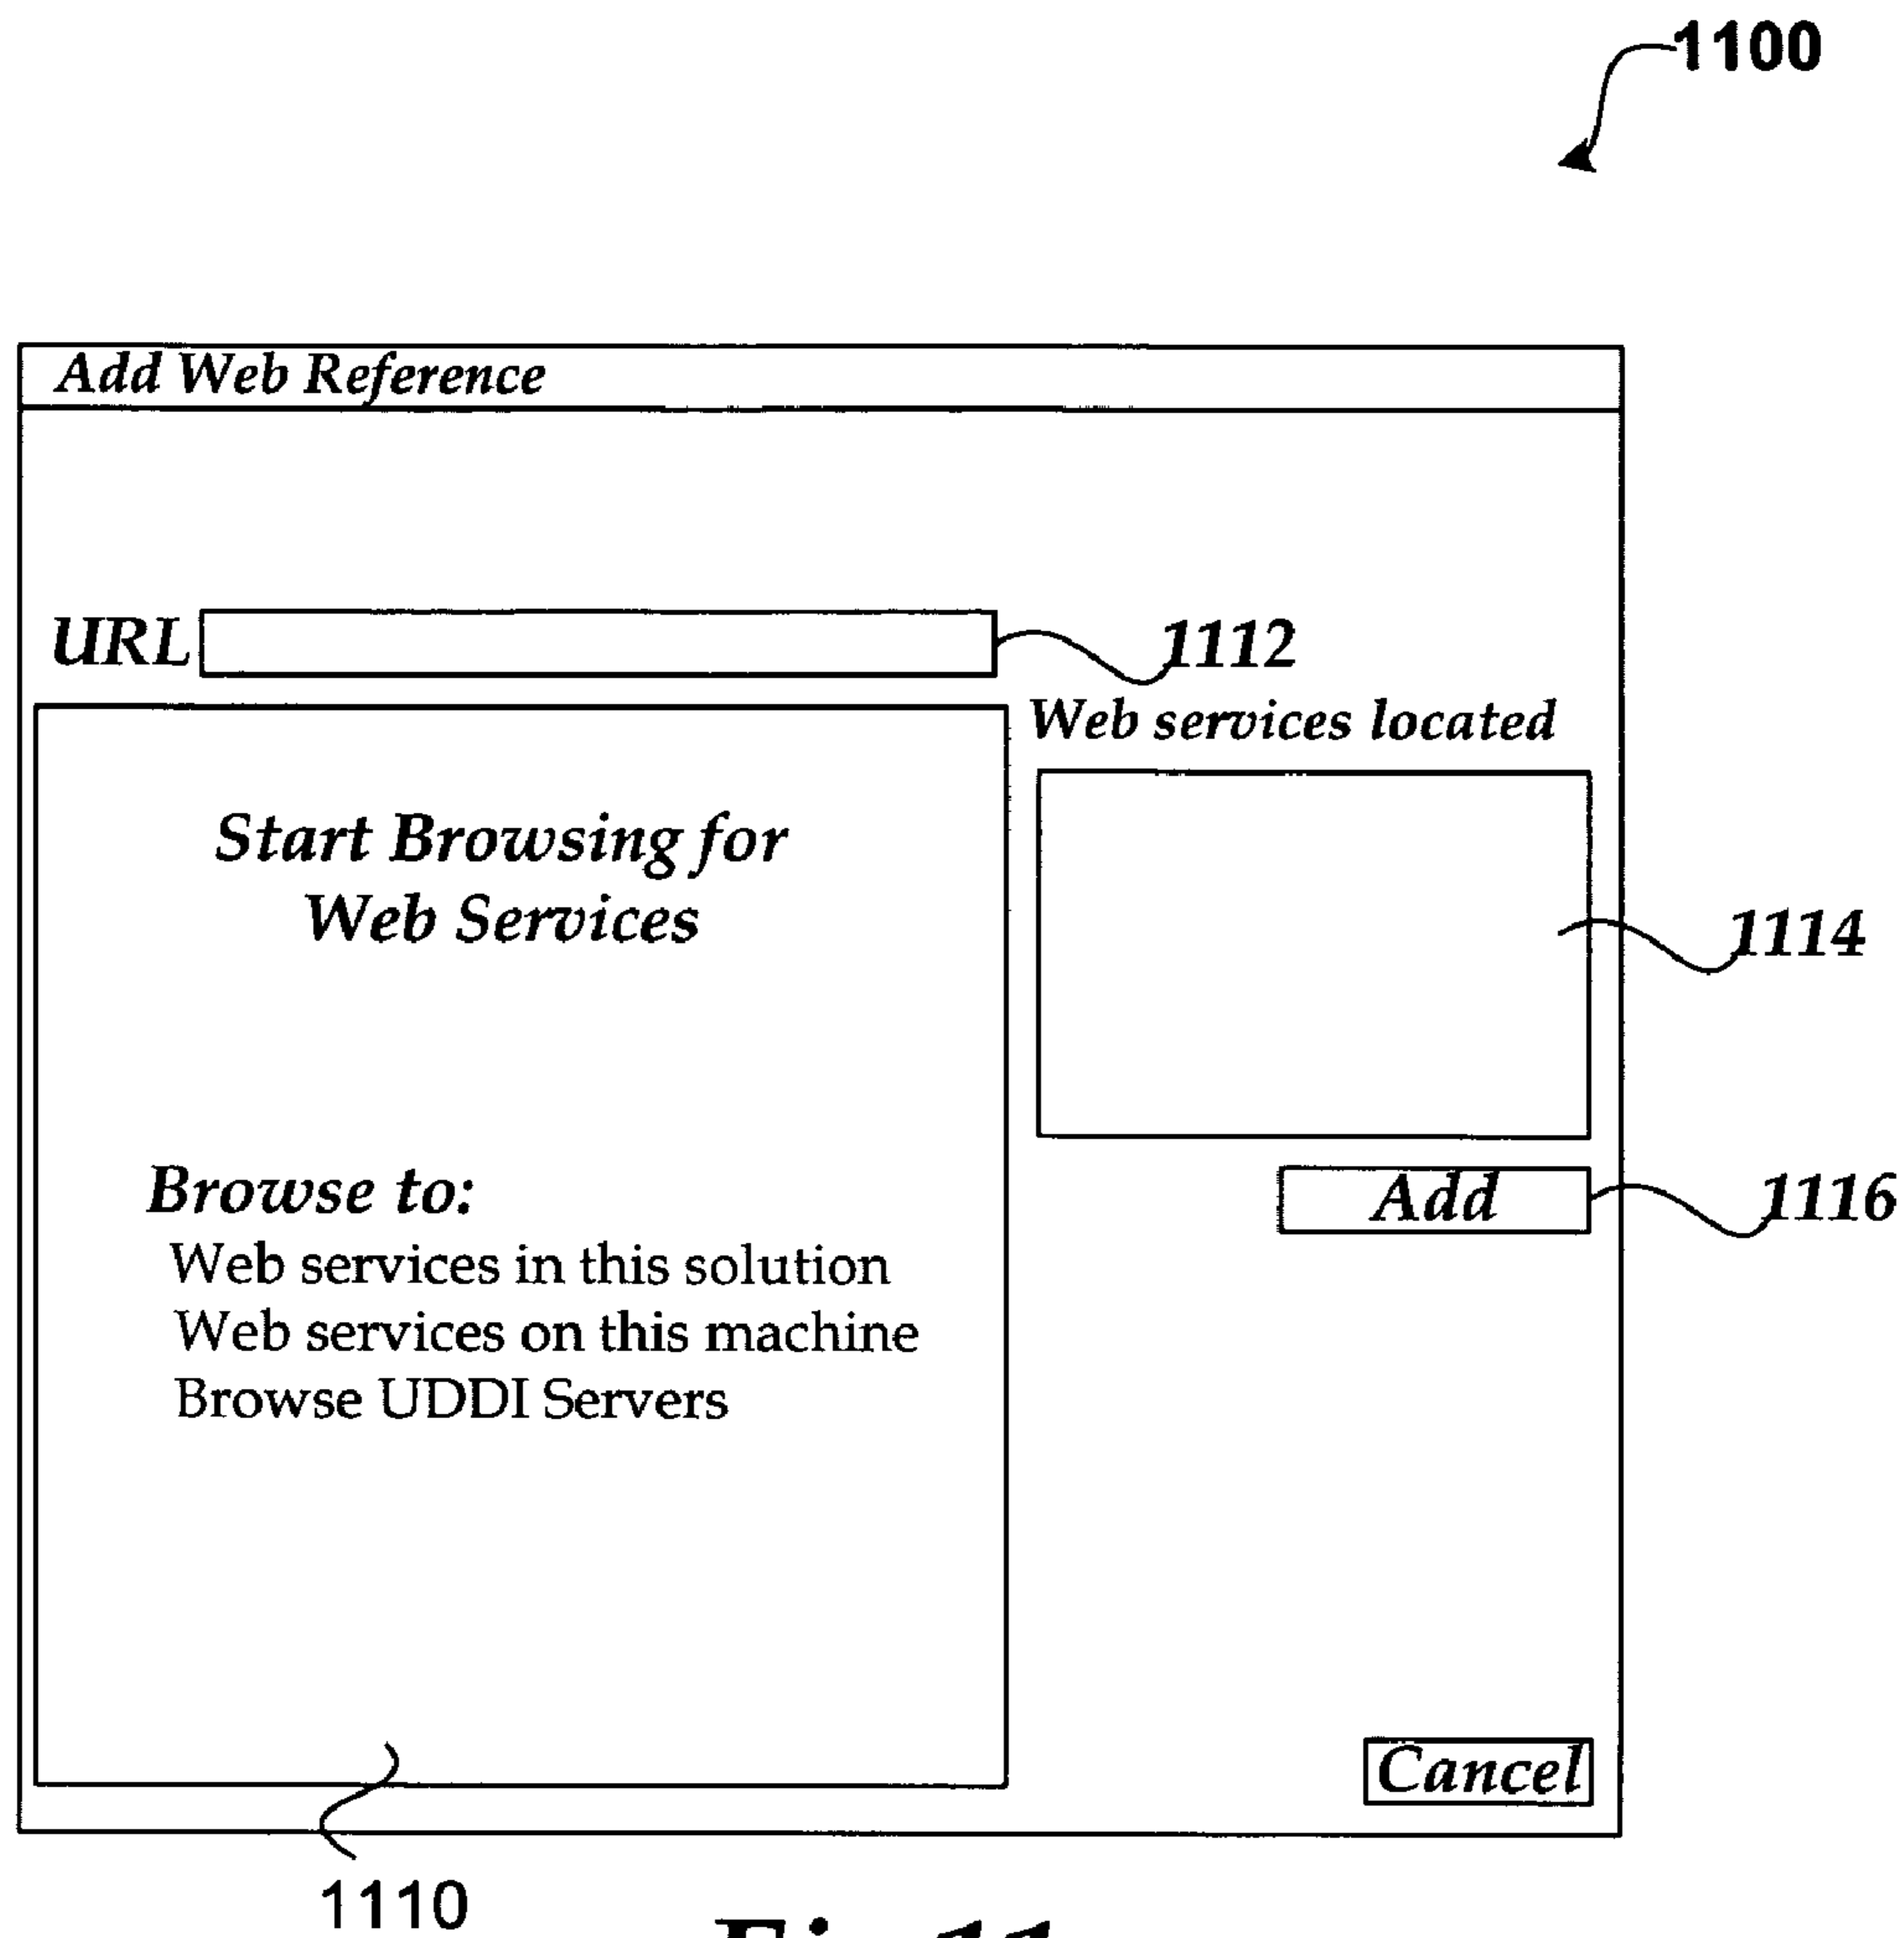 1100
Add Web Reference
URL
1112
Web services located
Start Browsing for
Web Services
1114
Browse to:
Web services in this solution
Web services on this machine
Browse UDDI Servers
Add
1116
Cancel
1110